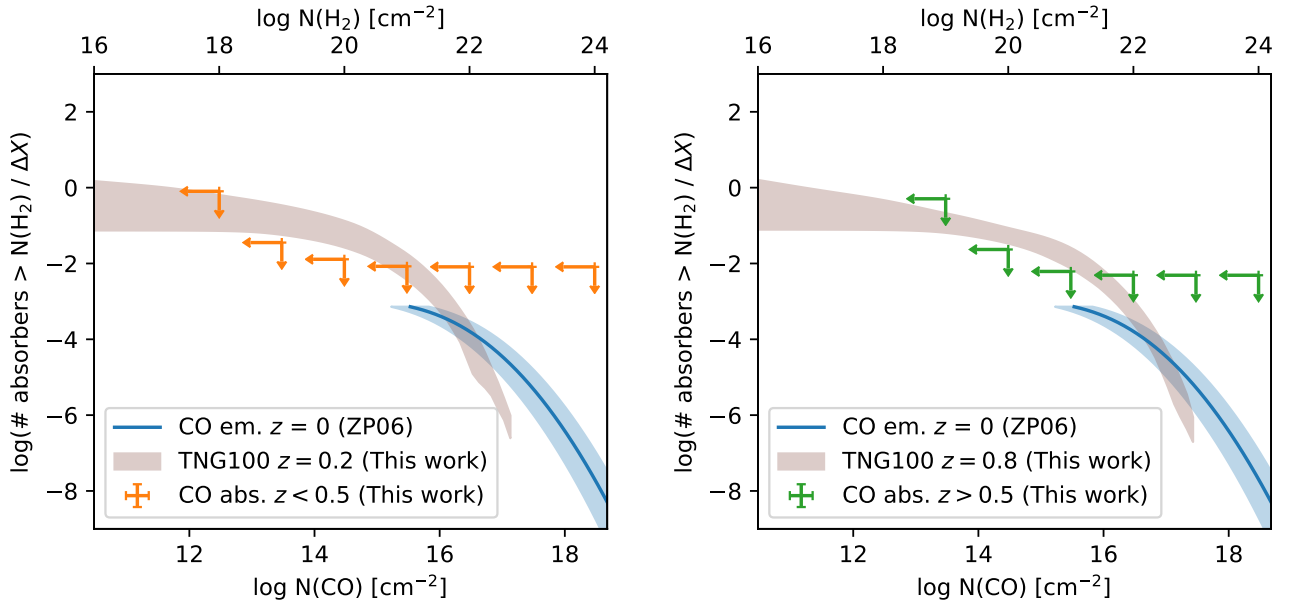 log N(H₂) [cm⁻²]
16 18 20 22 24
log(# absorbers > N(H₂) / ΔX)
2
0
−2
−4
−6
−8
CO em. z = 0 (ZP06)
TNG100 z = 0.2 (This work)
CO abs. z < 0.5 (This work)
12 14 16 18
log N(CO) [cm⁻²]
log N(H₂) [cm⁻²]
16 18 20 22 24
log(# absorbers > N(H₂) / ΔX)
2
0
−2
−4
−6
−8
CO em. z = 0 (ZP06)
TNG100 z = 0.8 (This work)
CO abs. z > 0.5 (This work)
12 14 16 18
log N(CO) [cm⁻²]